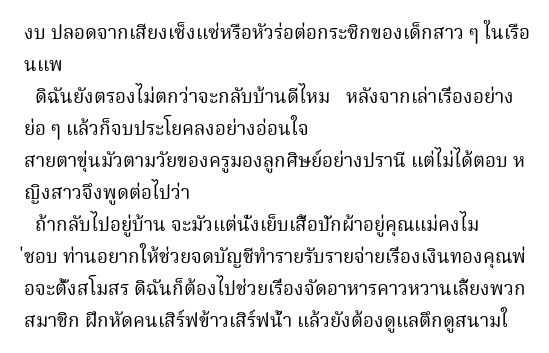 งบ ปลอดจากเสียงเซ็งแซ่หรือหัวร่อต่อกระซิกของเด็กสาว ๆ ในเรือ
นแพ
ดิฉันยังตรองไม่ตกว่าจะกลับบ้านดีไหม หลังจากเล่าเรื่องอย่าง
ย่อ ๆ แล้วก็จบประโยคลงอย่างอ่อนใจ
สายตาขุ่นมัวตามวัยของครูมองลูกศิษย์อย่างปรานี แต่ไม่ได้ตอบ ห
ญิงสาวจึงพูดต่อไปว่า
ถ้ากลับไปอยู่บ้าน จะมัวแต่นั่งเย็บเสื้อปักผ้าอยู่คุณแม่คงไม
่ชอบ ท่านอยากให้ช่วยจดบัญชีทำรายรับรายจ่ายเรื่องเงินทองคุณพ่
อจะตั้งสโมสร ดิฉันก็ต้องไปช่วยเรื่องจัดอาหารคาวหวานเลี้ยงพวก
สมาชิก ฝึกหัดคนเสิร์ฟข้าวเสิร์ฟน้ำ แล้วยังต้องดูแลตึกดูสนามใ